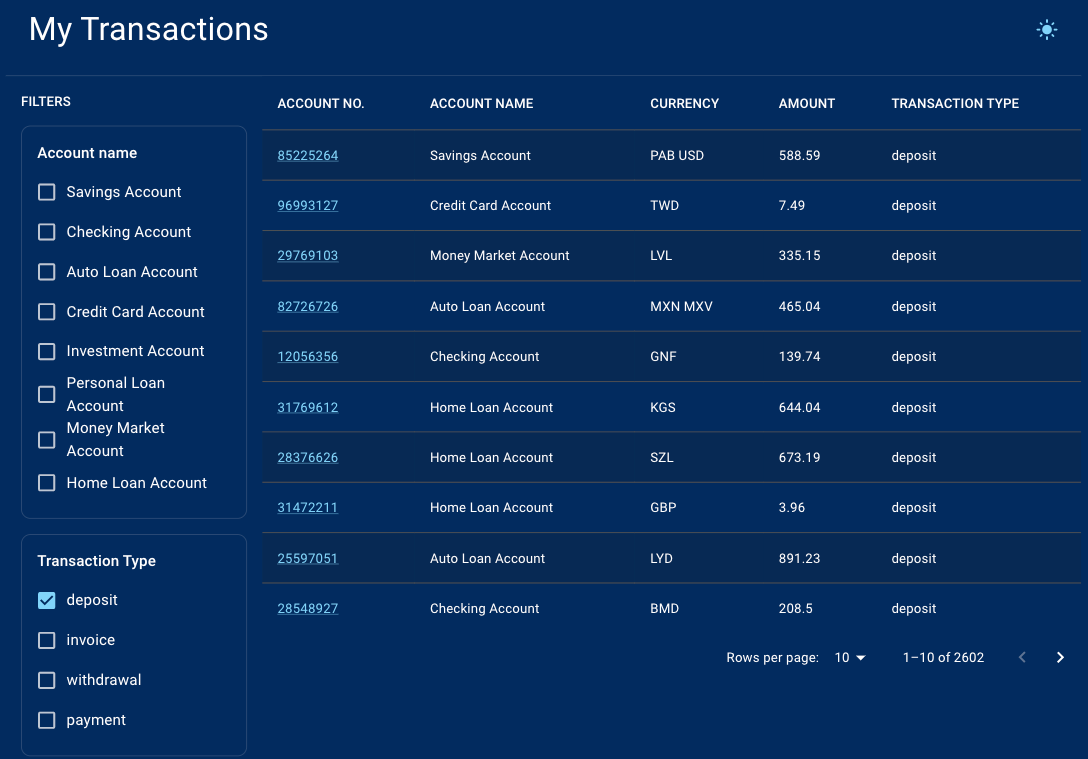 My Transactions
FILTERS
Account name
Savings Account
Checking Account
Auto Loan Account
Credit Card Account
Investment Account
Personal Loan
Account
Money Market
Account
Home Loan Account
Transaction Type
deposit
invoice
withdrawal
payment
ACCOUNT NO. ACCOUNT NAME CURRENCY AMOUNT TRANSACTION TYPE
85225264 Savings Account PAB USD 588.59 deposit
96993127 Credit Card Account TWD 7.49 deposit
29769103 Money Market Account LVL 335.15 deposit
82726726 Auto Loan Account MXN MXV 465.04 deposit
12056356 Checking Account GNF 139.74 deposit
31769612 Home Loan Account KGS 644.04 deposit
28376626 Home Loan Account SZL 673.19 deposit
31472211 Home Loan Account GBP 3.96 deposit
25597051 Auto Loan Account LYD 891.23 deposit
28548927 Checking Account BMD 208.5 deposit
Rows per page: 10 1–10 of 2602